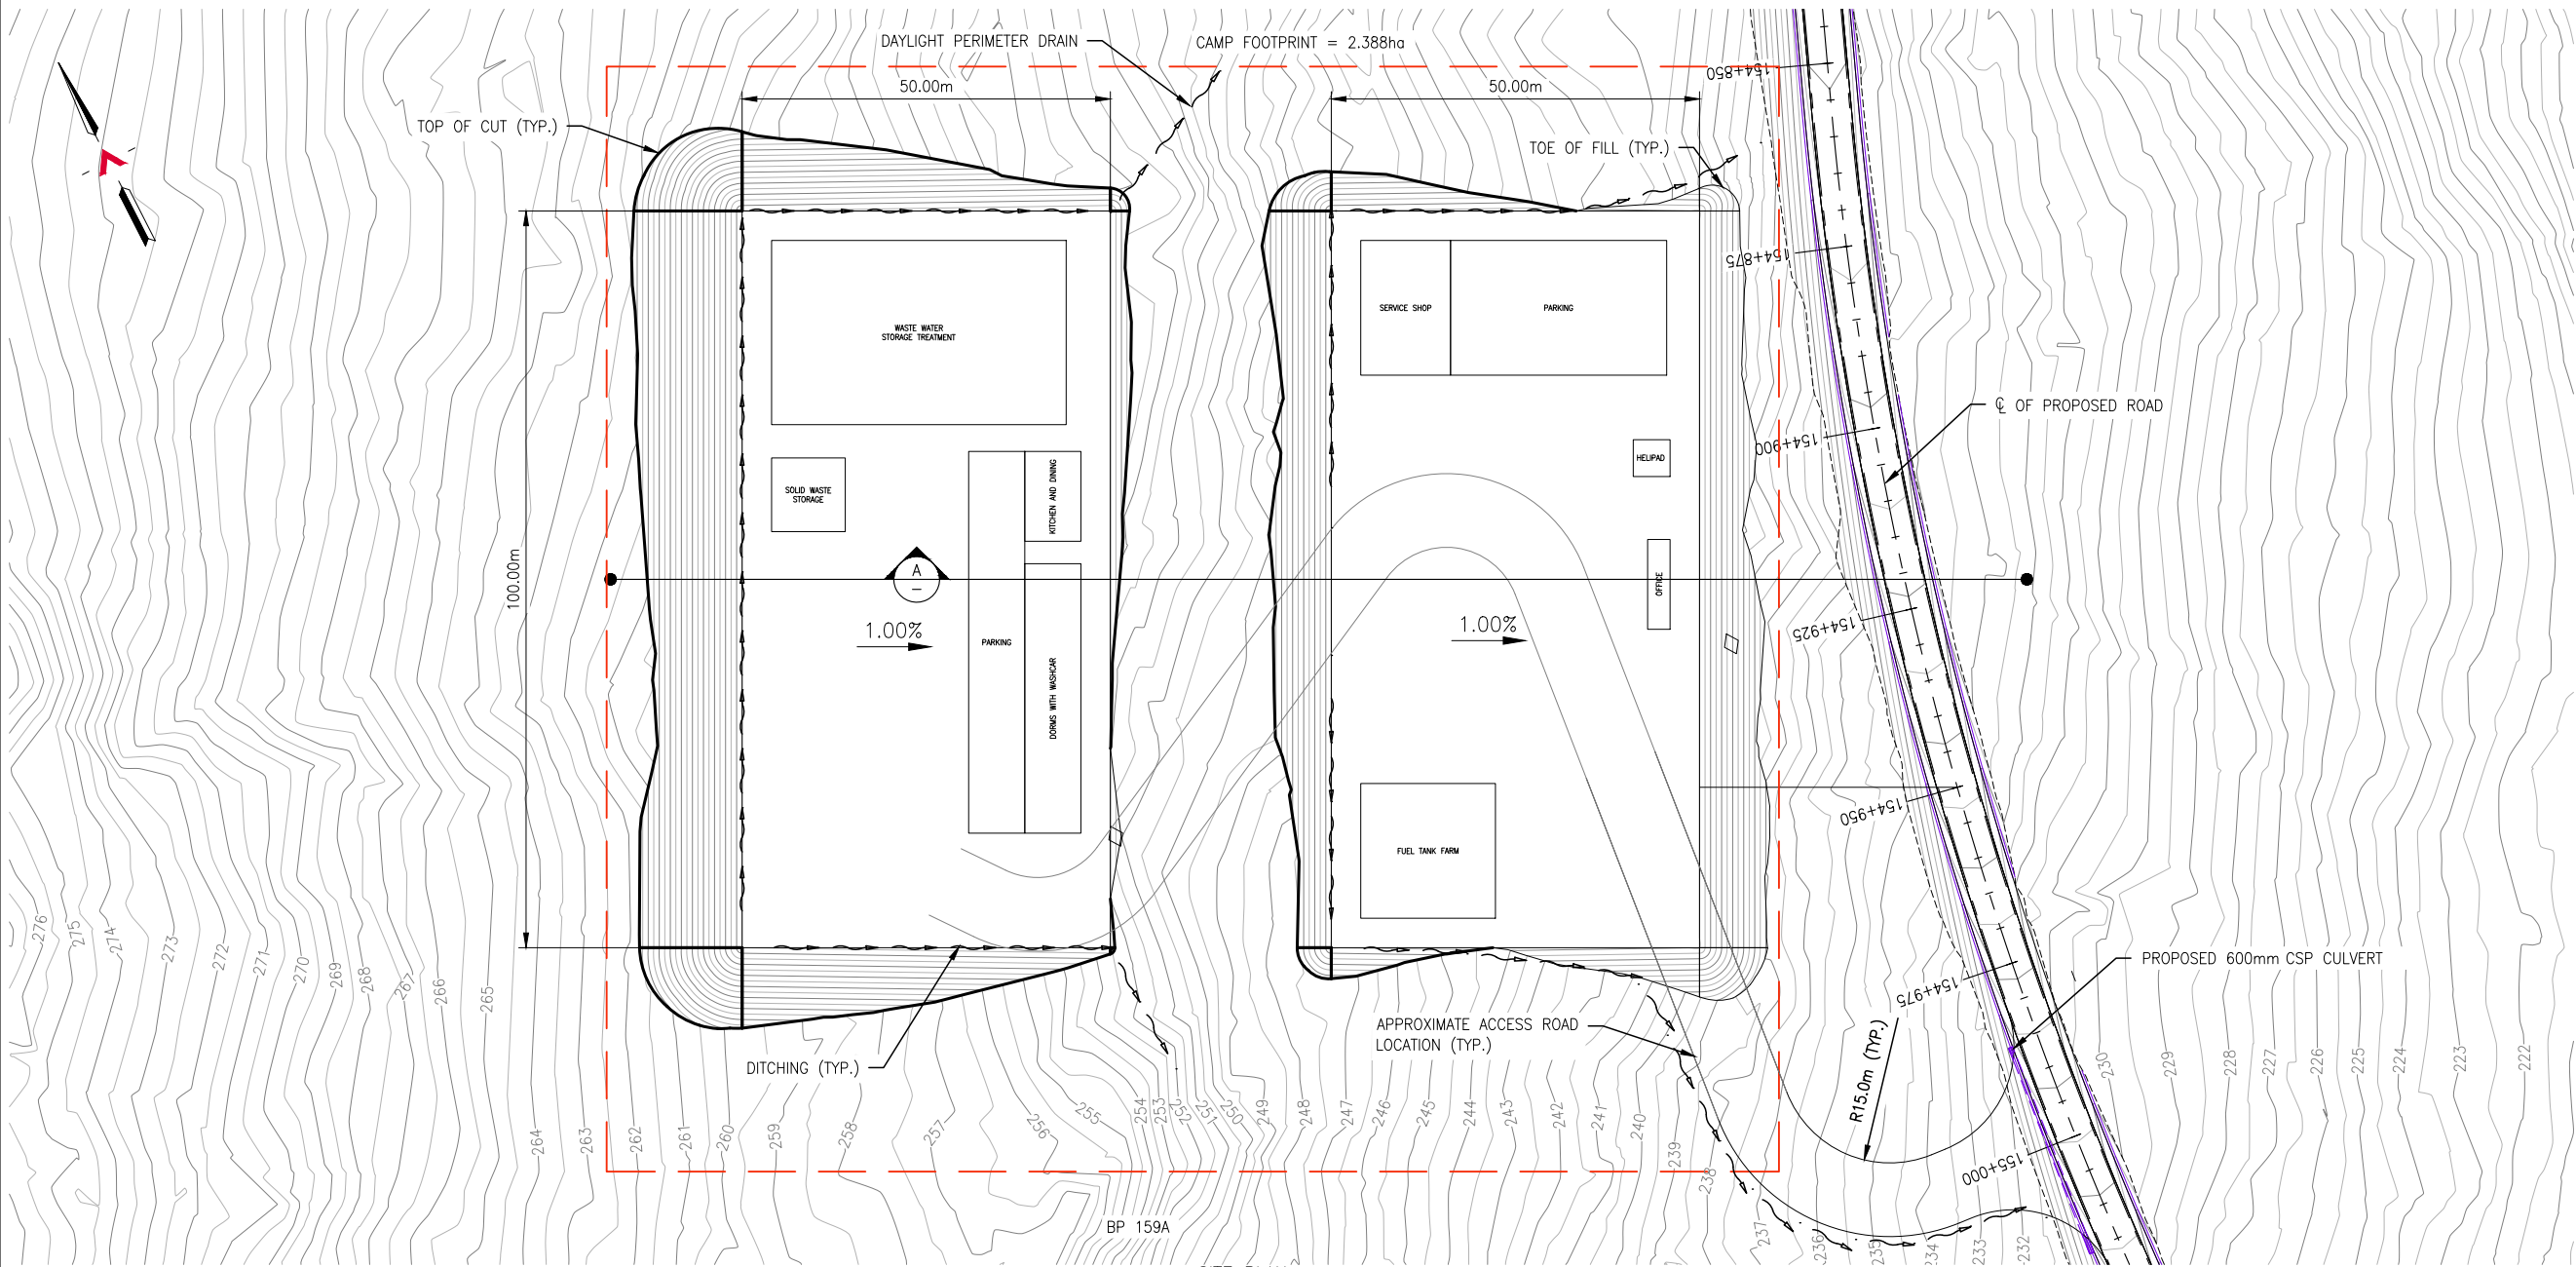 DAYLIGHT PERIMETER DRAIN
CAMP FOOTPRINT = 2.388ha
154+850
50.00m
50.00m
TOP OF CUT (TYP.)
TOE OF FILL (TYP.)
154+875
WASTE WATER
STORAGE TREATMENT
SERVICE SHOP
PARKING
℄ OF PROPOSED ROAD
154+900
HELIPAD
SOLID WASTE
STORAGE
KITCHEN AND DINING
100.00m
A
–
OFFICE
1.00%
1.00%
154+925
PARKING
DORMS WITH WASHCAR
154+950
FUEL TANK FARM
PROPOSED 600mm CSP CULVERT
154+975
APPROXIMATE ACCESS ROAD
LOCATION (TYP.)
DITCHING (TYP.)
R15.0m (TYP.)
155+000
276
275
274
273
272
271
270
269
268
267
266
265
264
263
262
261
260
259
258
257
256
255
254
253
252
251
250
249
248
247
246
245
244
243
242
241
240
239
238
237
236
235
234
233
232
230
229
228
227
226
225
224
223
222
BP 159A